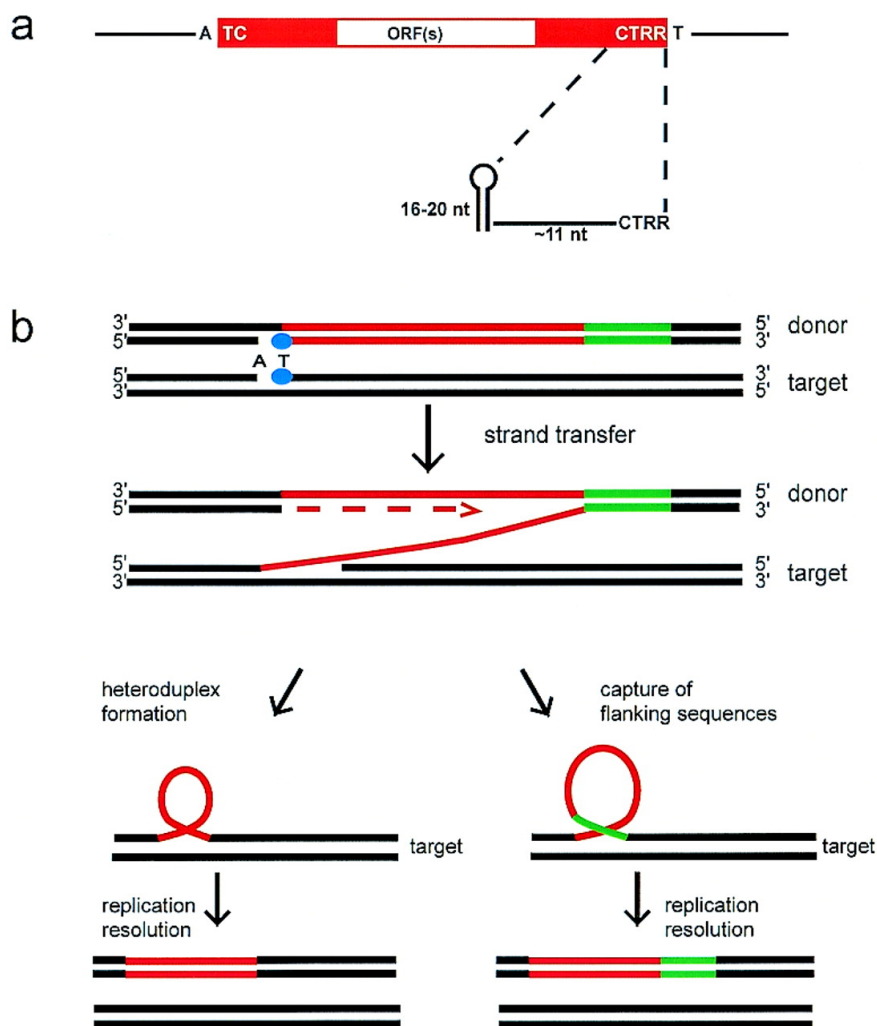 a
A TC ORF(s) CTRR T
16-20 nt
CTRR
~11 nt
b
3' 5' donor
5' 3'
A T
5' 3' target
3' 5'
strand transfer
3' 5' donor
5' 3'
5' 5' target
3' 3'
heteroduplex
formation
capture of
flanking sequences
target
target
replication
resolution
replication
resolution